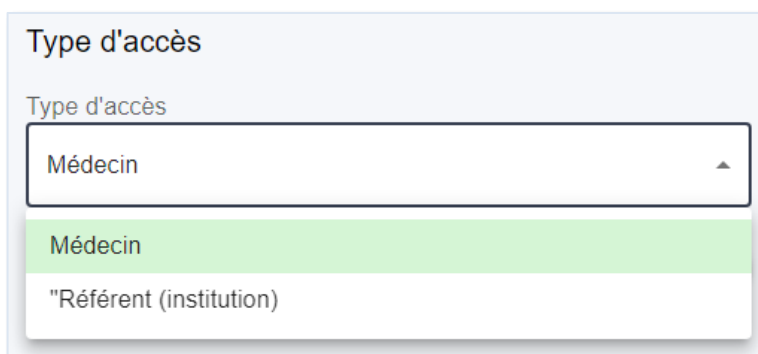 Type d'accès
Type d'accès
Médecin
Médecin
"Référent (institution)